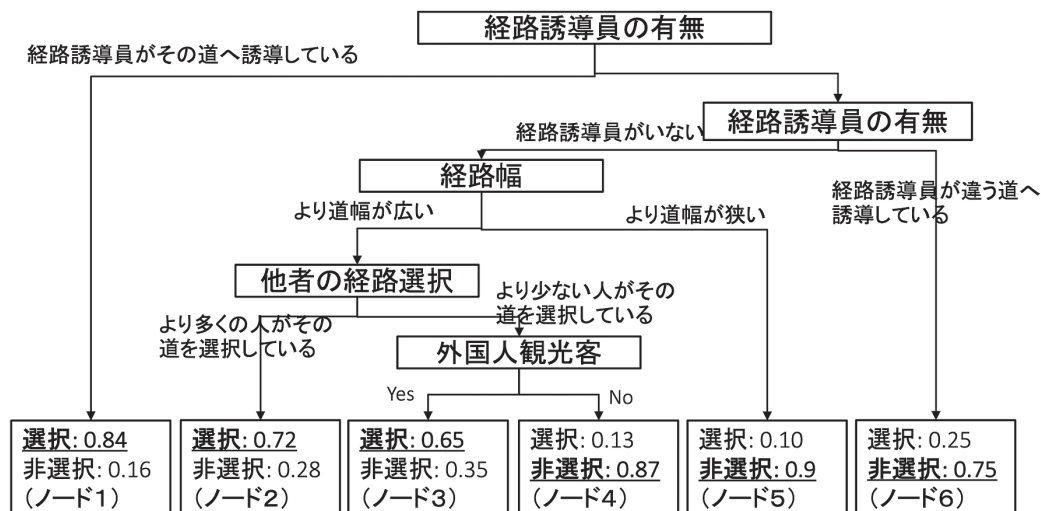 経路誘導員の有無
経路誘導員がその道へ誘導している
経路誘導員の有無
経路誘導員がいない
経路幅
経路誘導員が違う道へ
誘導している
より道幅が広い
より道幅が狭い
他者の経路選択
より少ない人がその
道を選択している
より多くの人がその
道を選択している
外国人観光客
Yes
No
選択: 0.84
非選択: 0.16
(ノード1)
選択: 0.72
非選択: 0.28
(ノード2)
選択: 0.65
非選択: 0.35
(ノード3)
選択: 0.13
非選択: 0.87
(ノード4)
選択: 0.10
非選択: 0.9
(ノード5)
選択: 0.25
非選択: 0.75
(ノード6)